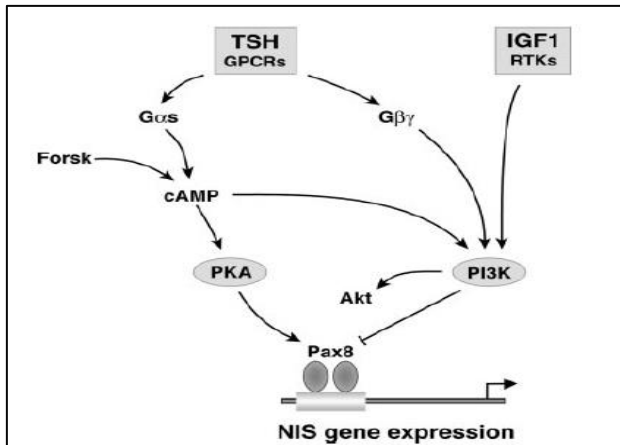 TSH
GPCRs
IGF1
RTKs
Gαs
Gβγ
Forsk
cAMP
PKA
PI3K
Akt
Pax8
NIS gene expression